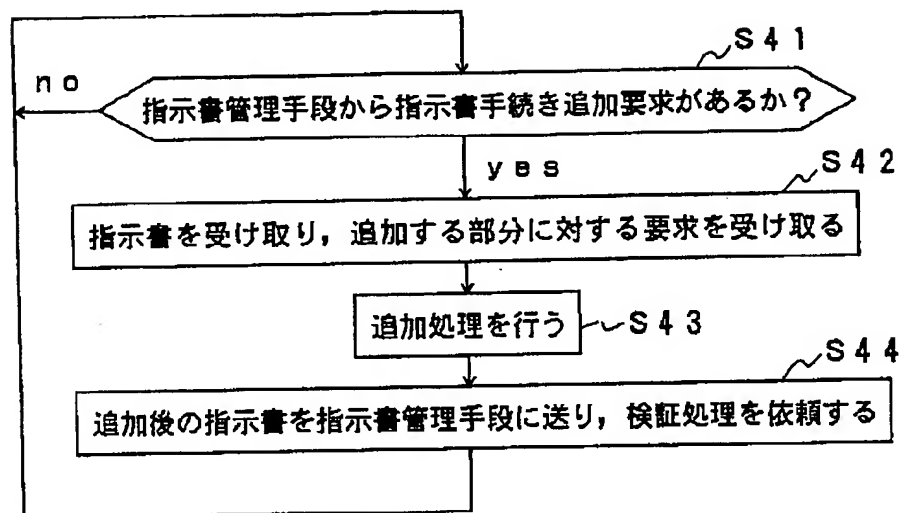 S41
no
指示書管理手段から指示書手続き追加要求があるか？
yes
S42
指示書を受け取り，追加する部分に対する要求を受け取る
追加処理を行う S43
S44
追加後の指示書を指示書管理手段に送り，検証処理を依頼する